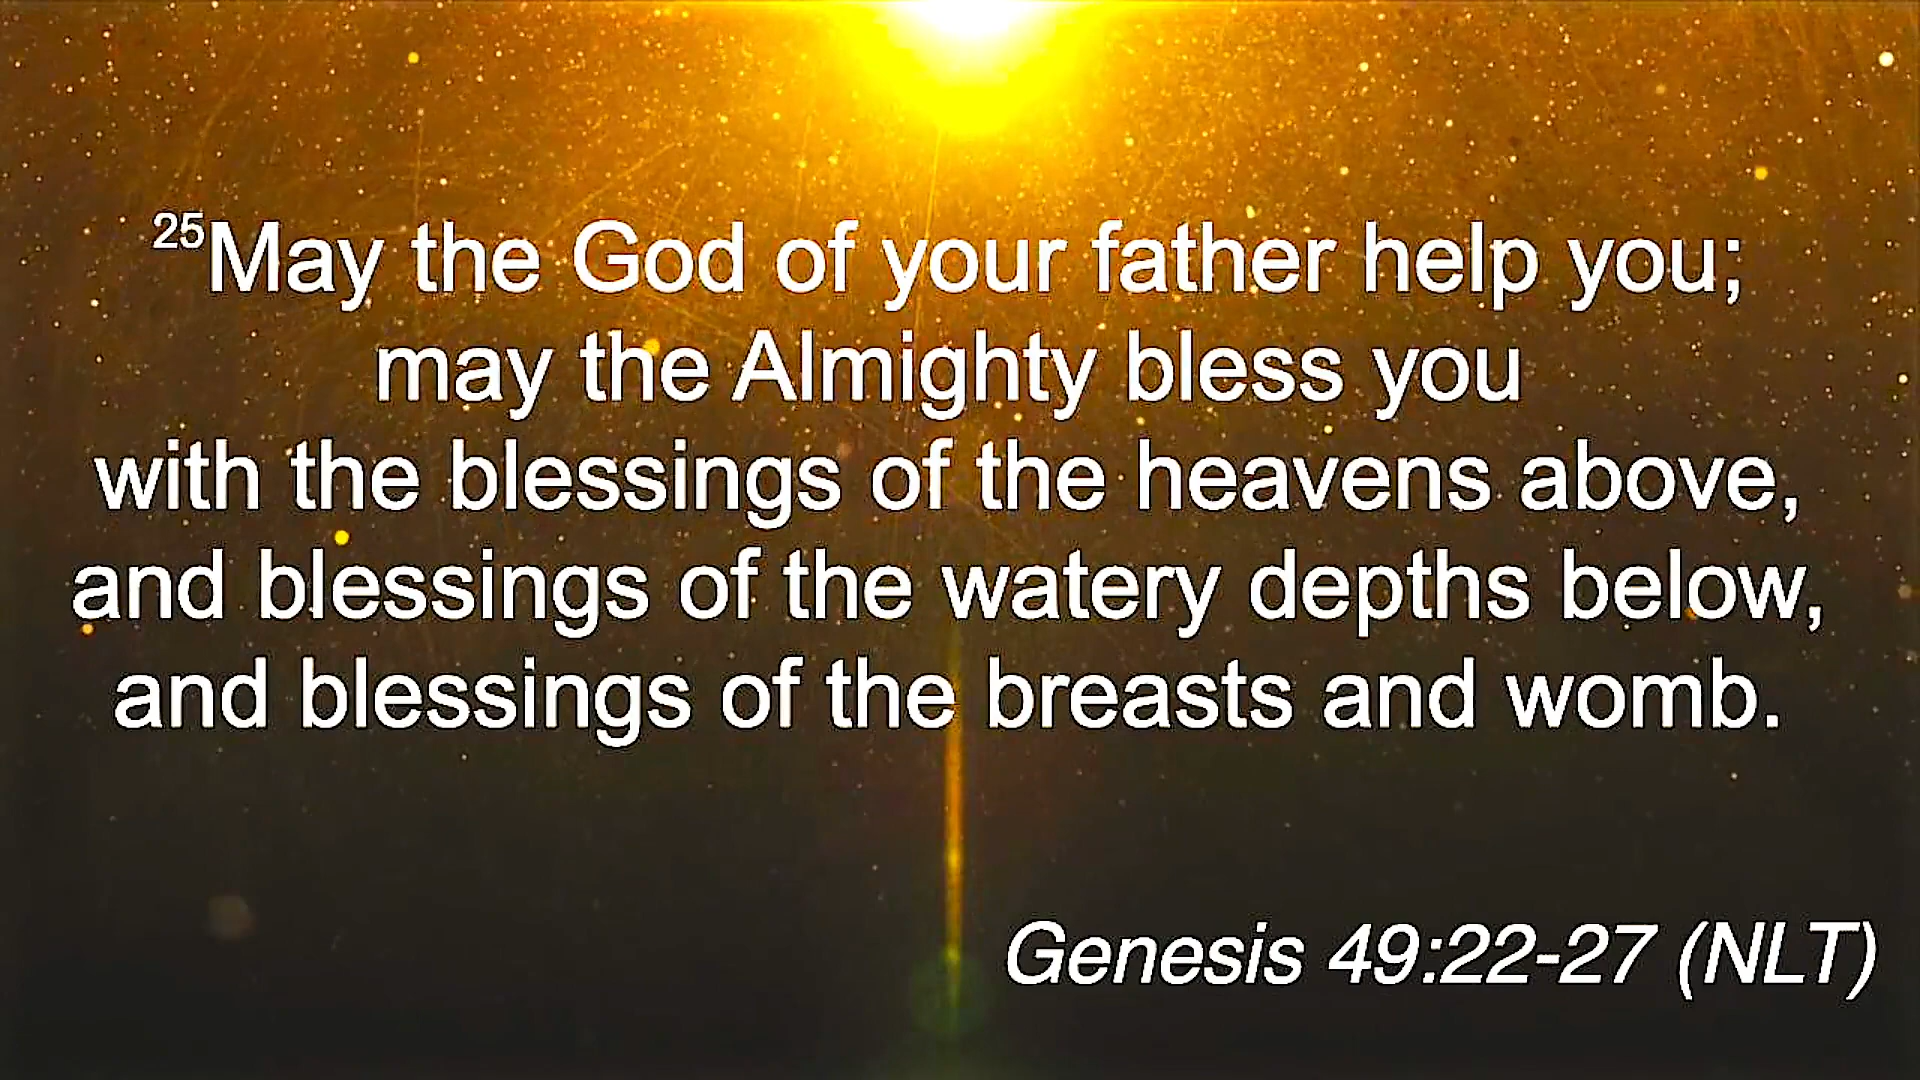 25May the God of your father help you;
may the Almighty bless you
with the blessings of the heavens above,
and blessings of the watery depths below,
and blessings of the breasts and womb.
Genesis 49:22-27 (NLT)